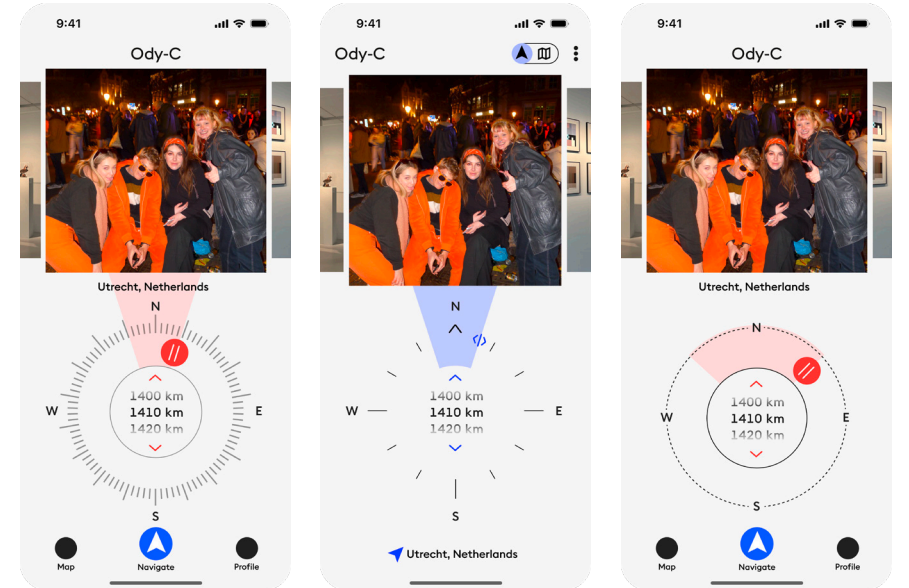 9:41
Ody-C
Utrecht, Netherlands
N
W
E
1400 km
1410 km
1420 km
S
Map
Navigate
Profile
9:41
Ody-C
N
W
E
1400 km
1410 km
1420 km
S
Utrecht, Netherlands
9:41
Ody-C
Utrecht, Netherlands
N
W
E
1400 km
1410 km
1420 km
S
Map
Navigate
Profile